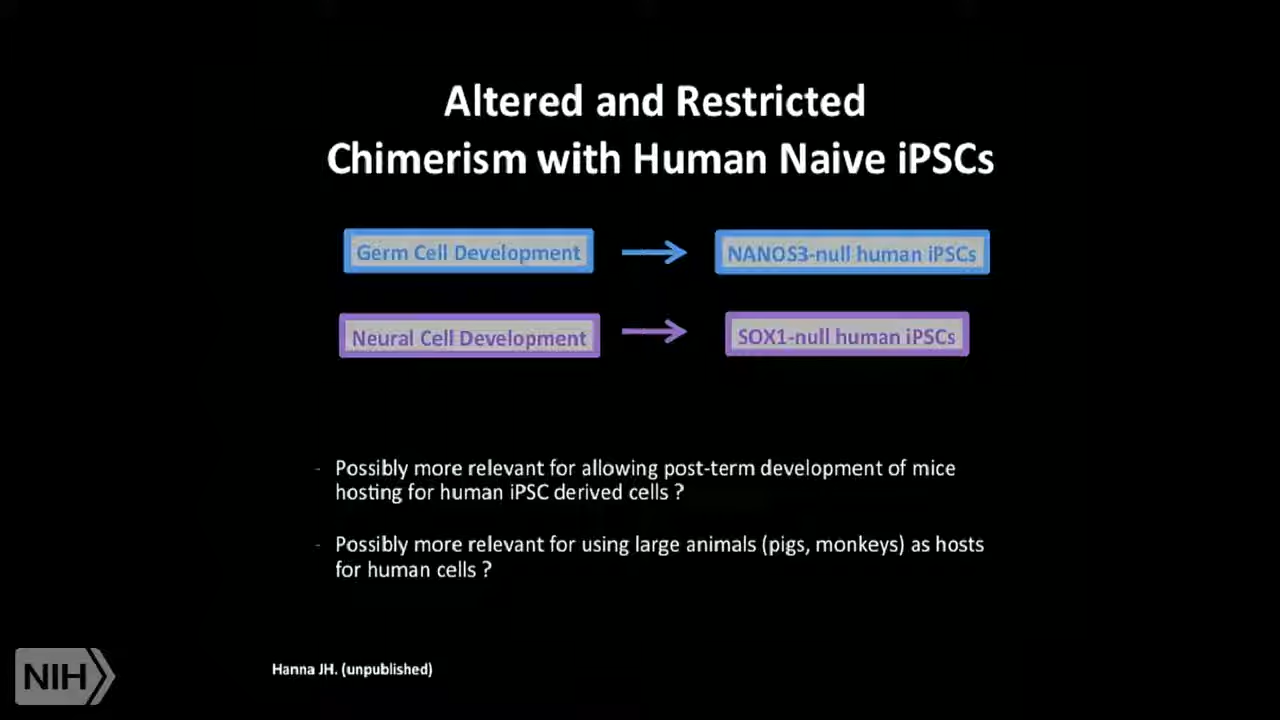 Altered and Restricted
Chimerism with Human Naive iPSCs
Germ Cell Development
NANOS3-null human iPSCs
Neural Cell Development
SOX1-null human iPSCs
- Possibly more relevant for allowing post-term development of mice
hosting for human iPSC derived cells ?
- Possibly more relevant for using large animals (pigs, monkeys) as hosts
for human cells ?
Hanna JH. (unpublished)
NIH